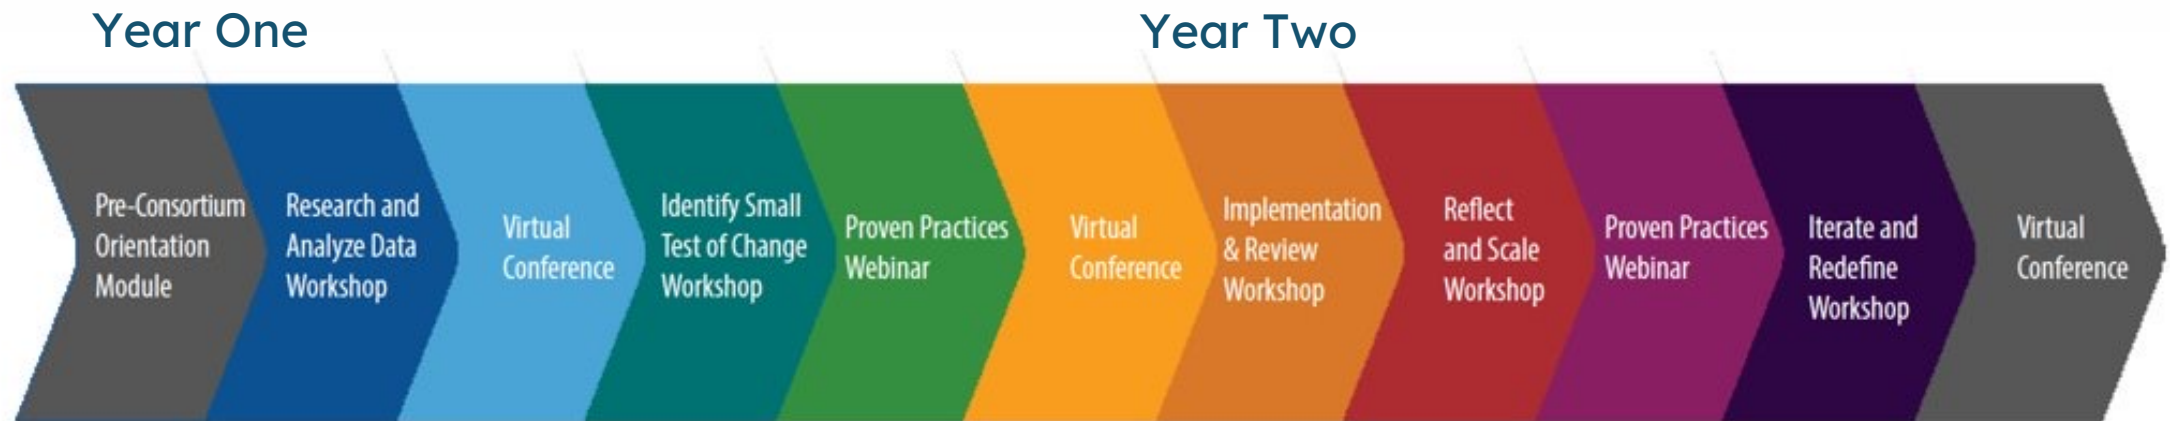 Year One
Year Two
Pre-Consortium
Orientation
Module
Research and
Analyze Data
Workshop
Virtual
Conference
Identify Small
Test of Change
Workshop
Proven Practices
Webinar
Virtual
Conference
Implementation
& Review
Workshop
Reflect
and Scale
Workshop
Proven Practices
Webinar
Iterate and
Redefine
Workshop
Virtual
Conference